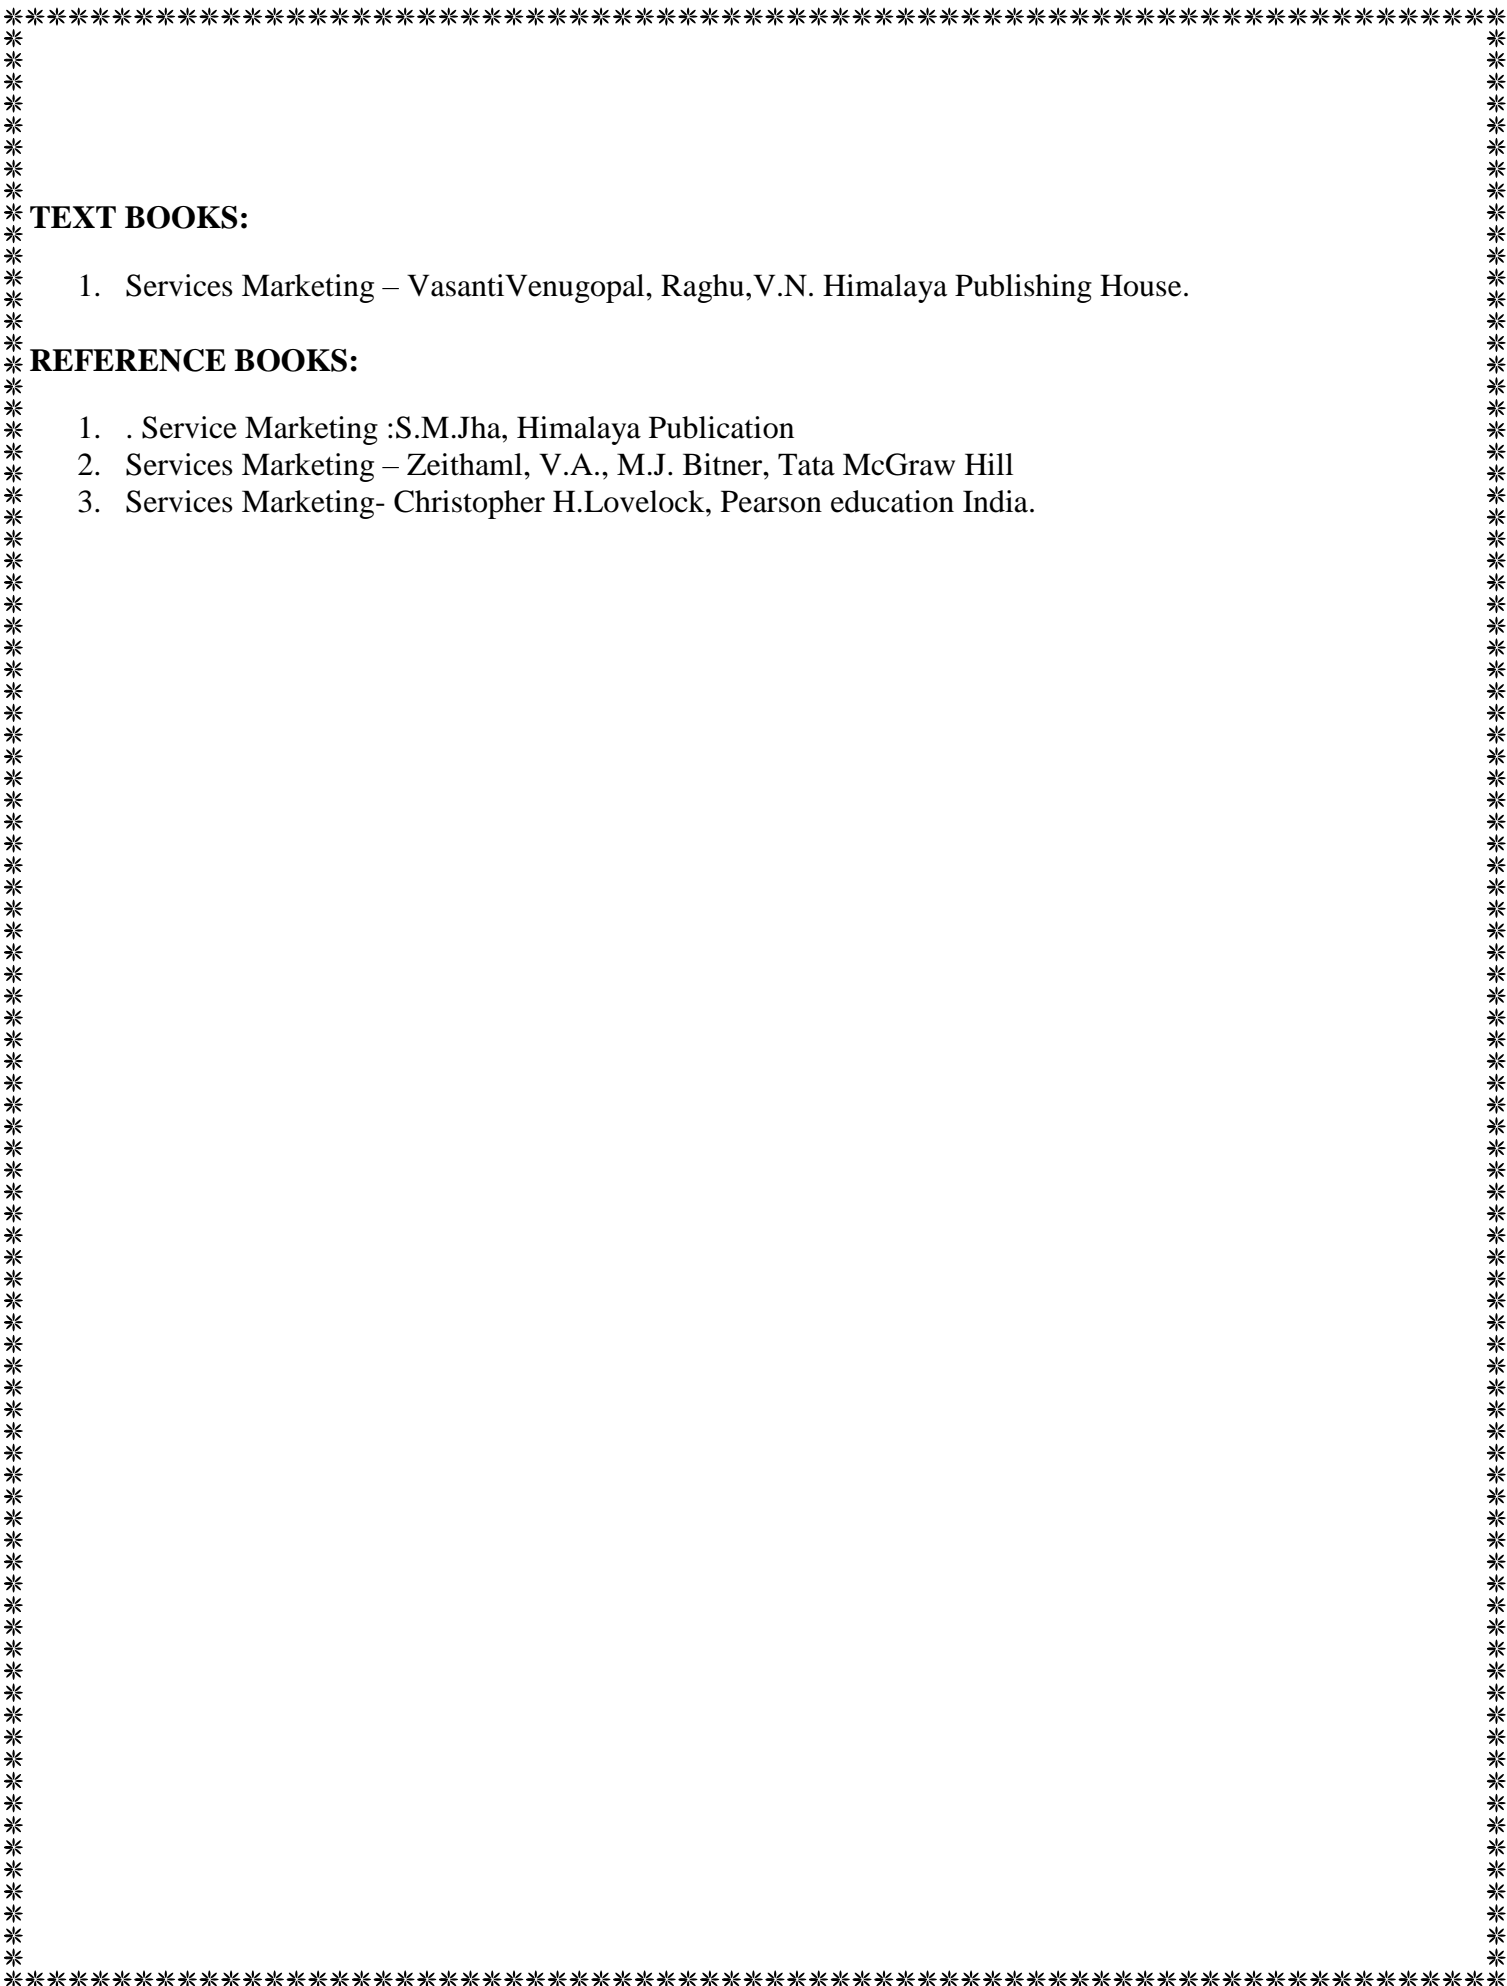 TEXT BOOKS:
1. Services Marketing – VasantiVenugopal, Raghu,V.N. Himalaya Publishing House.
REFERENCE BOOKS:
1. . Service Marketing :S.M.Jha, Himalaya Publication
2. Services Marketing – Zeithaml, V.A., M.J. Bitner, Tata McGraw Hill
3. Services Marketing- Christopher H.Lovelock, Pearson education India.